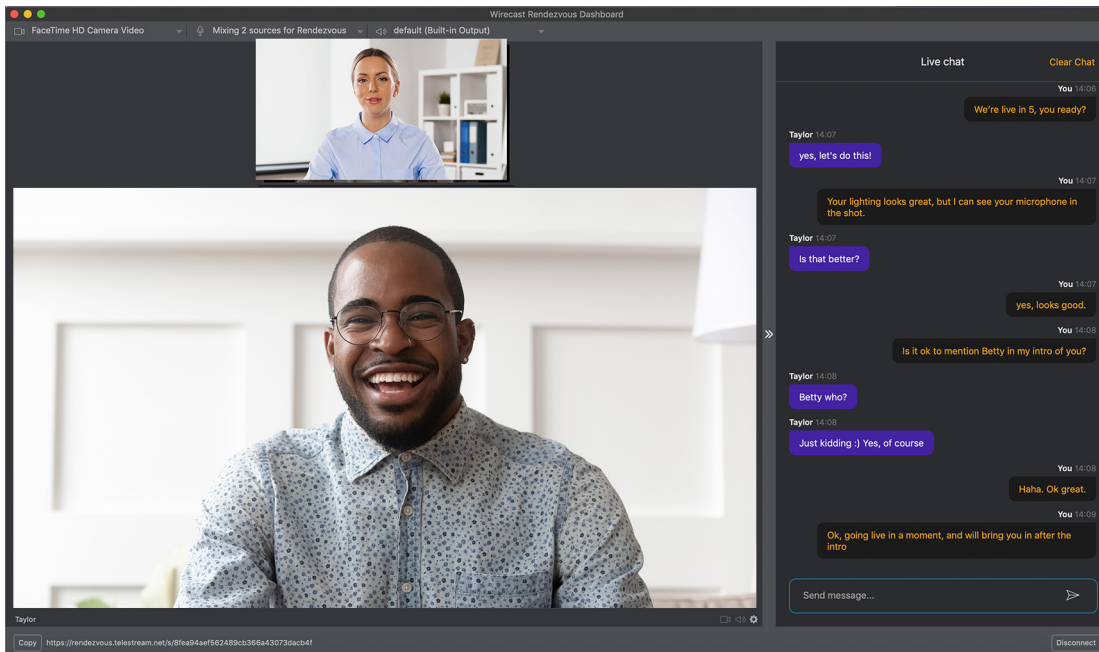 Wirecast Rendezvous Dashboard
FaceTime HD Camera Video
Mixing 2 sources for Rendezvous
default (Built-in Output)
Live chat
Clear Chat
You 14:06
We're live in 5, you ready?
Taylor 14:07
yes, let's do this!
You 14:07
Your lighting looks great, but I can see your microphone in
the shot.
Taylor 14:07
Is that better?
You 14:07
yes, looks good.
You 14:08
Is it ok to mention Betty in my intro of you?
Taylor 14:08
Betty who?
Taylor 14:08
Just kidding :) Yes, of course
You 14:08
Haha. Ok great.
You 14:09
Ok, going live in a moment, and will bring you in after the
intro
Send message...
Taylor
Copy
https://rendezvous.telestream.net/s/8fea94aef562489cb366a43073dacb4f
Disconnect